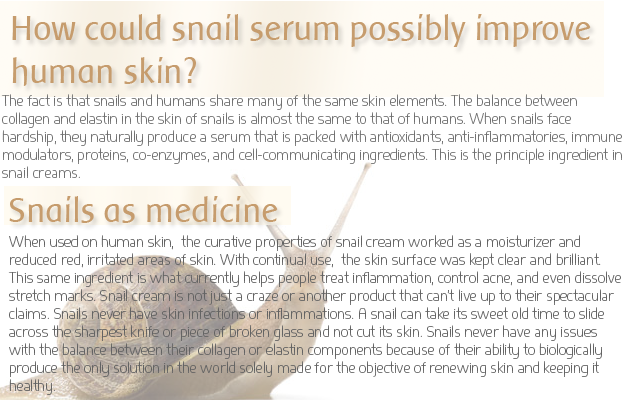 How could snail serum possibly improve
human skin?
The fact is that snails and humans share many of the same skin elements. The balance between
collagen and elastin in the skin of snails is almost the same to that of humans. When snails face
hardship, they naturally produce a serum that is packed with antioxidants, anti-inflammatories, immune
modulators, proteins, co-enzymes, and cell-communicating ingredients. This is the principle ingredient in
snail creams.
Snails as medicine
When used on human skin, the curative properties of snail cream worked as a moisturizer and
reduced red, irritated areas of skin. With continual use, the skin surface was kept clear and brilliant.
This same ingredient is what currently helps people treat inflammation, control acne, and even dissolve
stretch marks. Snail cream is not just a craze or another product that can't live up to their spectacular
claims. Snails never have skin infections or inflammations. A snail can take its sweet old time to slide
across the sharpest knife or piece of broken glass and not cut its skin. Snails never have any issues
with the balance between their collagen or elastin components because of their ability to biologically
produce the only solution in the world solely made for the objective of renewing skin and keeping it
healthy.